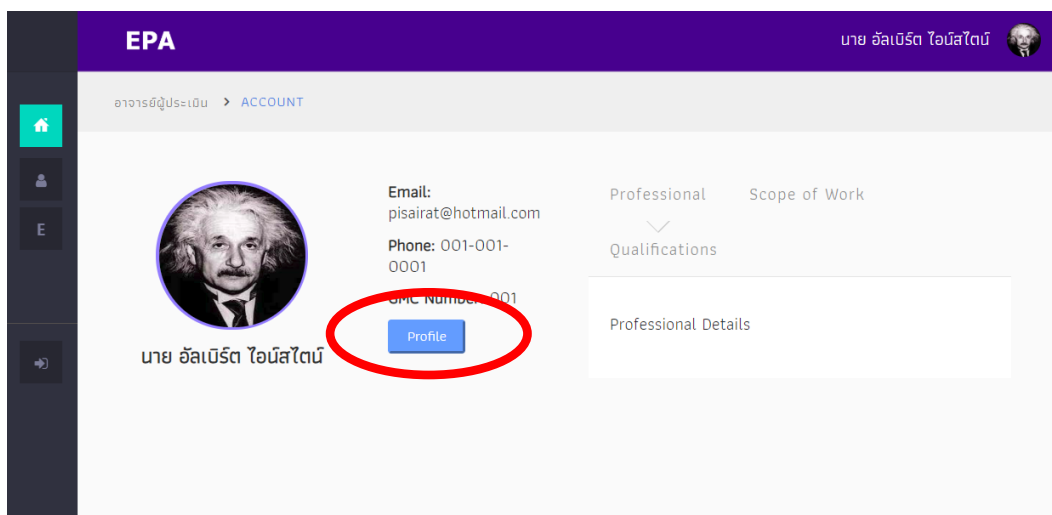 EPA
นาย อัลเบิร์ต ไอน์สไตน์
อาจารย์ผู้ประเมิน > ACCOUNT
E
นาย อัลเบิร์ต ไอน์สไตน์
Email:
pisairat@hotmail.com
Phone: 001-001-
0001
GMC Number: 001
Profile
Professional Scope of Work
Qualifications
Professional Details